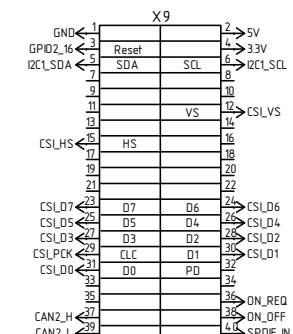 X9
GND 1 2 5V
GPIO2_16 3 Reset 4 3.3V
I2C1_SDA 5 SDA SCL 6 I2C1_SCL
7 8
9 10
11 VS 12 CSI_VS
13 14
CSI_HS 15 HS 16
17 18
19 20
21 22
CSI_D7 23 D7 D6 24 CSI_D6
CSI_D5 25 D5 D4 26 CSI_D4
CSI_D3 27 D3 D2 28 CSI_D2
CSI_PCK 29 CLC D1 30 CSI_D1
CSI_D0 31 D0 PD 32
33 34
35 36 ON_REQ
CAN2_H 37 38 ON_OFF
CAN2_L 39 40 SPDIF_IN